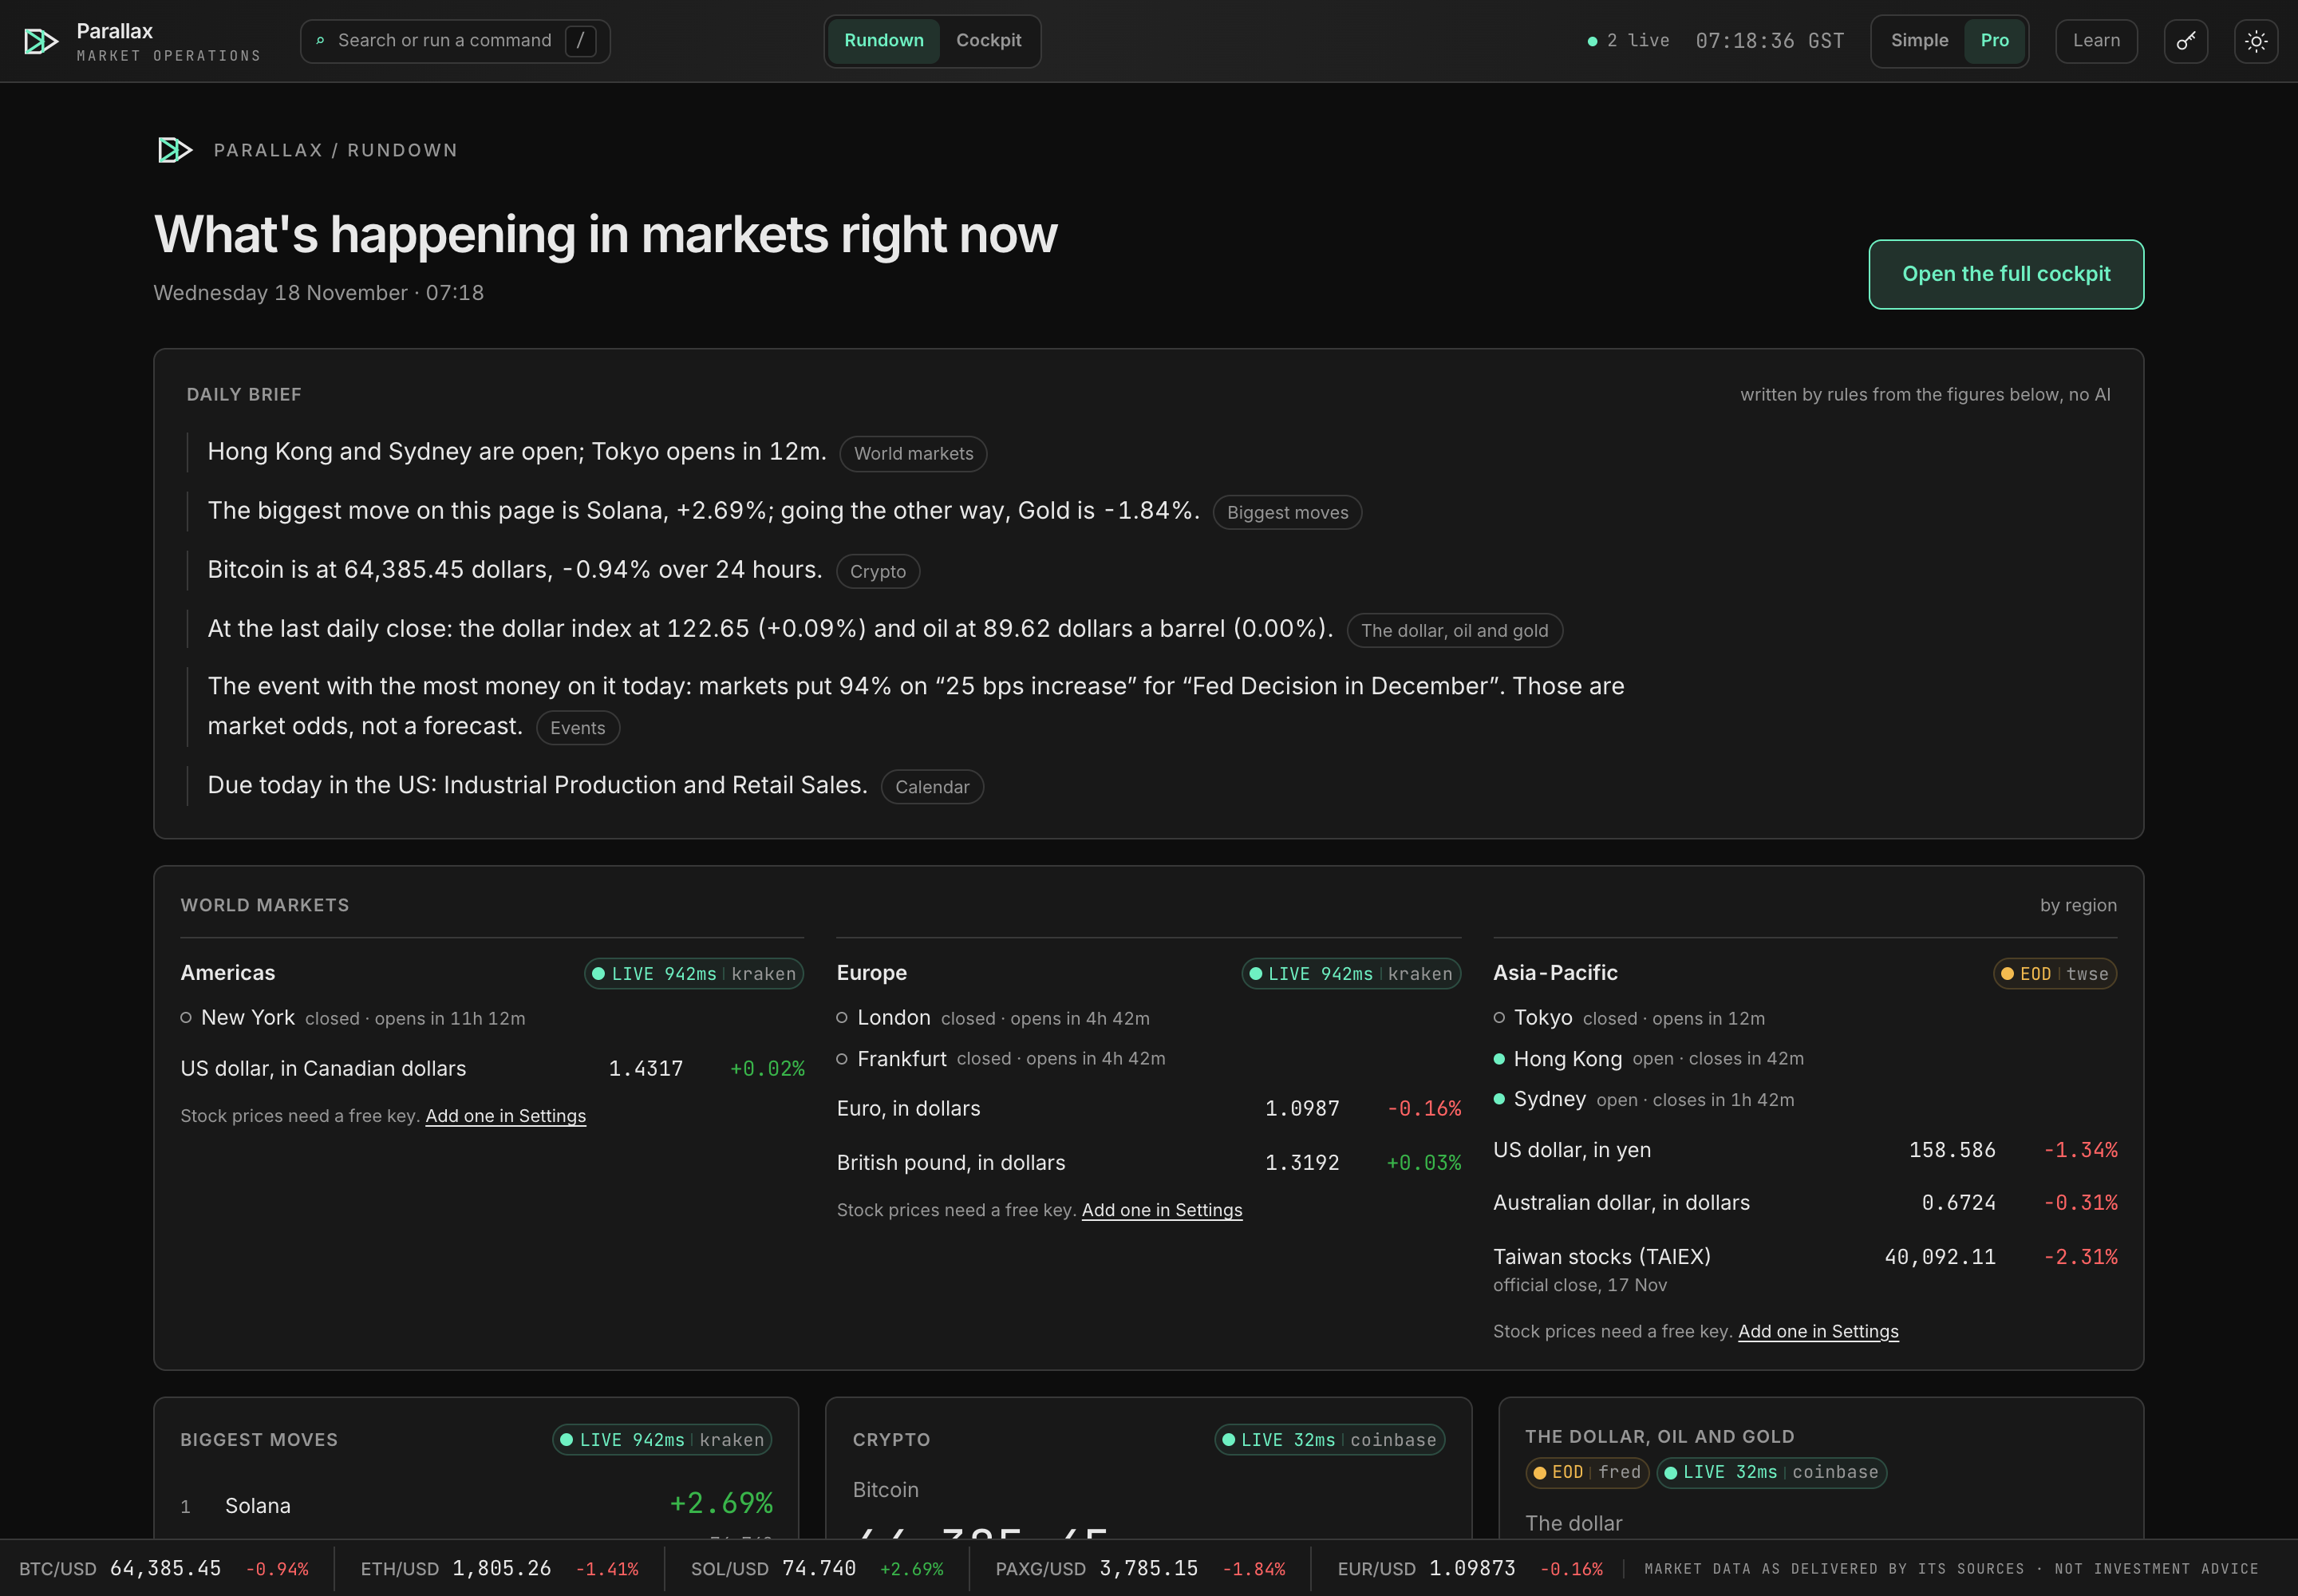 Parallax
MARKET OPERATIONS
Search or run a command /
Rundown Cockpit
2 live 07:18:36 GST
Simple Pro
Learn
PARALLAX / RUNDOWN
What's happening in markets right now
Wednesday 18 November · 07:18
Open the full cockpit
DAILY BRIEF
written by rules from the figures below, no AI
Hong Kong and Sydney are open; Tokyo opens in 12m. World markets
The biggest move on this page is Solana, +2.69%; going the other way, Gold is -1.84%. Biggest moves
Bitcoin is at 64,385.45 dollars, -0.94% over 24 hours. Crypto
At the last daily close: the dollar index at 122.65 (+0.09%) and oil at 89.62 dollars a barrel (0.00%). The dollar, oil and gold
The event with the most money on it today: markets put 94% on “25 bps increase” for “Fed Decision in December”. Those are
market odds, not a forecast. Events
Due today in the US: Industrial Production and Retail Sales. Calendar
WORLD MARKETS
by region
Americas LIVE 942ms kraken
New York closed · opens in 11h 12m
US dollar, in Canadian dollars 1.4317 +0.02%
Stock prices need a free key. Add one in Settings
Europe LIVE 942ms kraken
London closed · opens in 4h 42m
Frankfurt closed · opens in 4h 42m
Euro, in dollars 1.0987 -0.16%
British pound, in dollars 1.3192 +0.03%
Stock prices need a free key. Add one in Settings
Asia-Pacific EOD twse
Tokyo closed · opens in 12m
Hong Kong open · closes in 42m
Sydney open · closes in 1h 42m
US dollar, in yen 158.586 -1.34%
Australian dollar, in dollars 0.6724 -0.31%
Taiwan stocks (TAIEX) 40,092.11 -2.31%
official close, 17 Nov
Stock prices need a free key. Add one in Settings
BIGGEST MOVES LIVE 942ms kraken
1 Solana +2.69%
CRYPTO LIVE 32ms coinbase
Bitcoin
64,385.45
THE DOLLAR, OIL AND GOLD
EOD fred LIVE 32ms coinbase
The dollar
BTC/USD 64,385.45 -0.94%
ETH/USD 1,805.26 -1.41%
SOL/USD 74.740 +2.69%
PAXG/USD 3,785.15 -1.84%
EUR/USD 1.09873 -0.16%
MARKET DATA AS DELIVERED BY ITS SOURCES · NOT INVESTMENT ADVICE